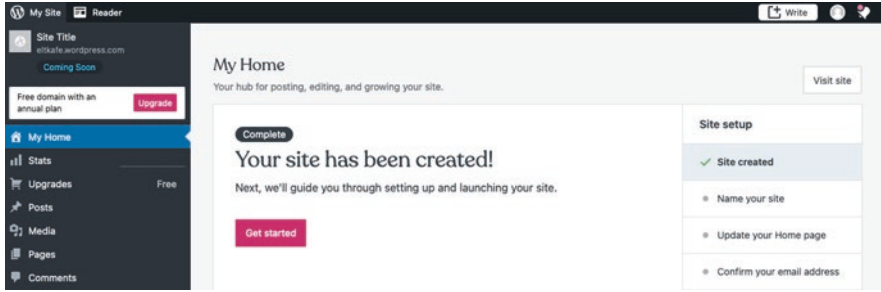 My Site Reader Write
Site Title
eltkafe.wordpress.com
Coming Soon
Free domain with an
annual plan
Upgrade
My Home
Stats
Upgrades Free
Posts
Media
Pages
Comments
My Home
Your hub for posting, editing, and growing your site.
Visit site
Complete
Your site has been created!
Next, we'll guide you through setting up and launching your site.
Get started
Site setup
Site created
Name your site
Update your Home page
Confirm your email address